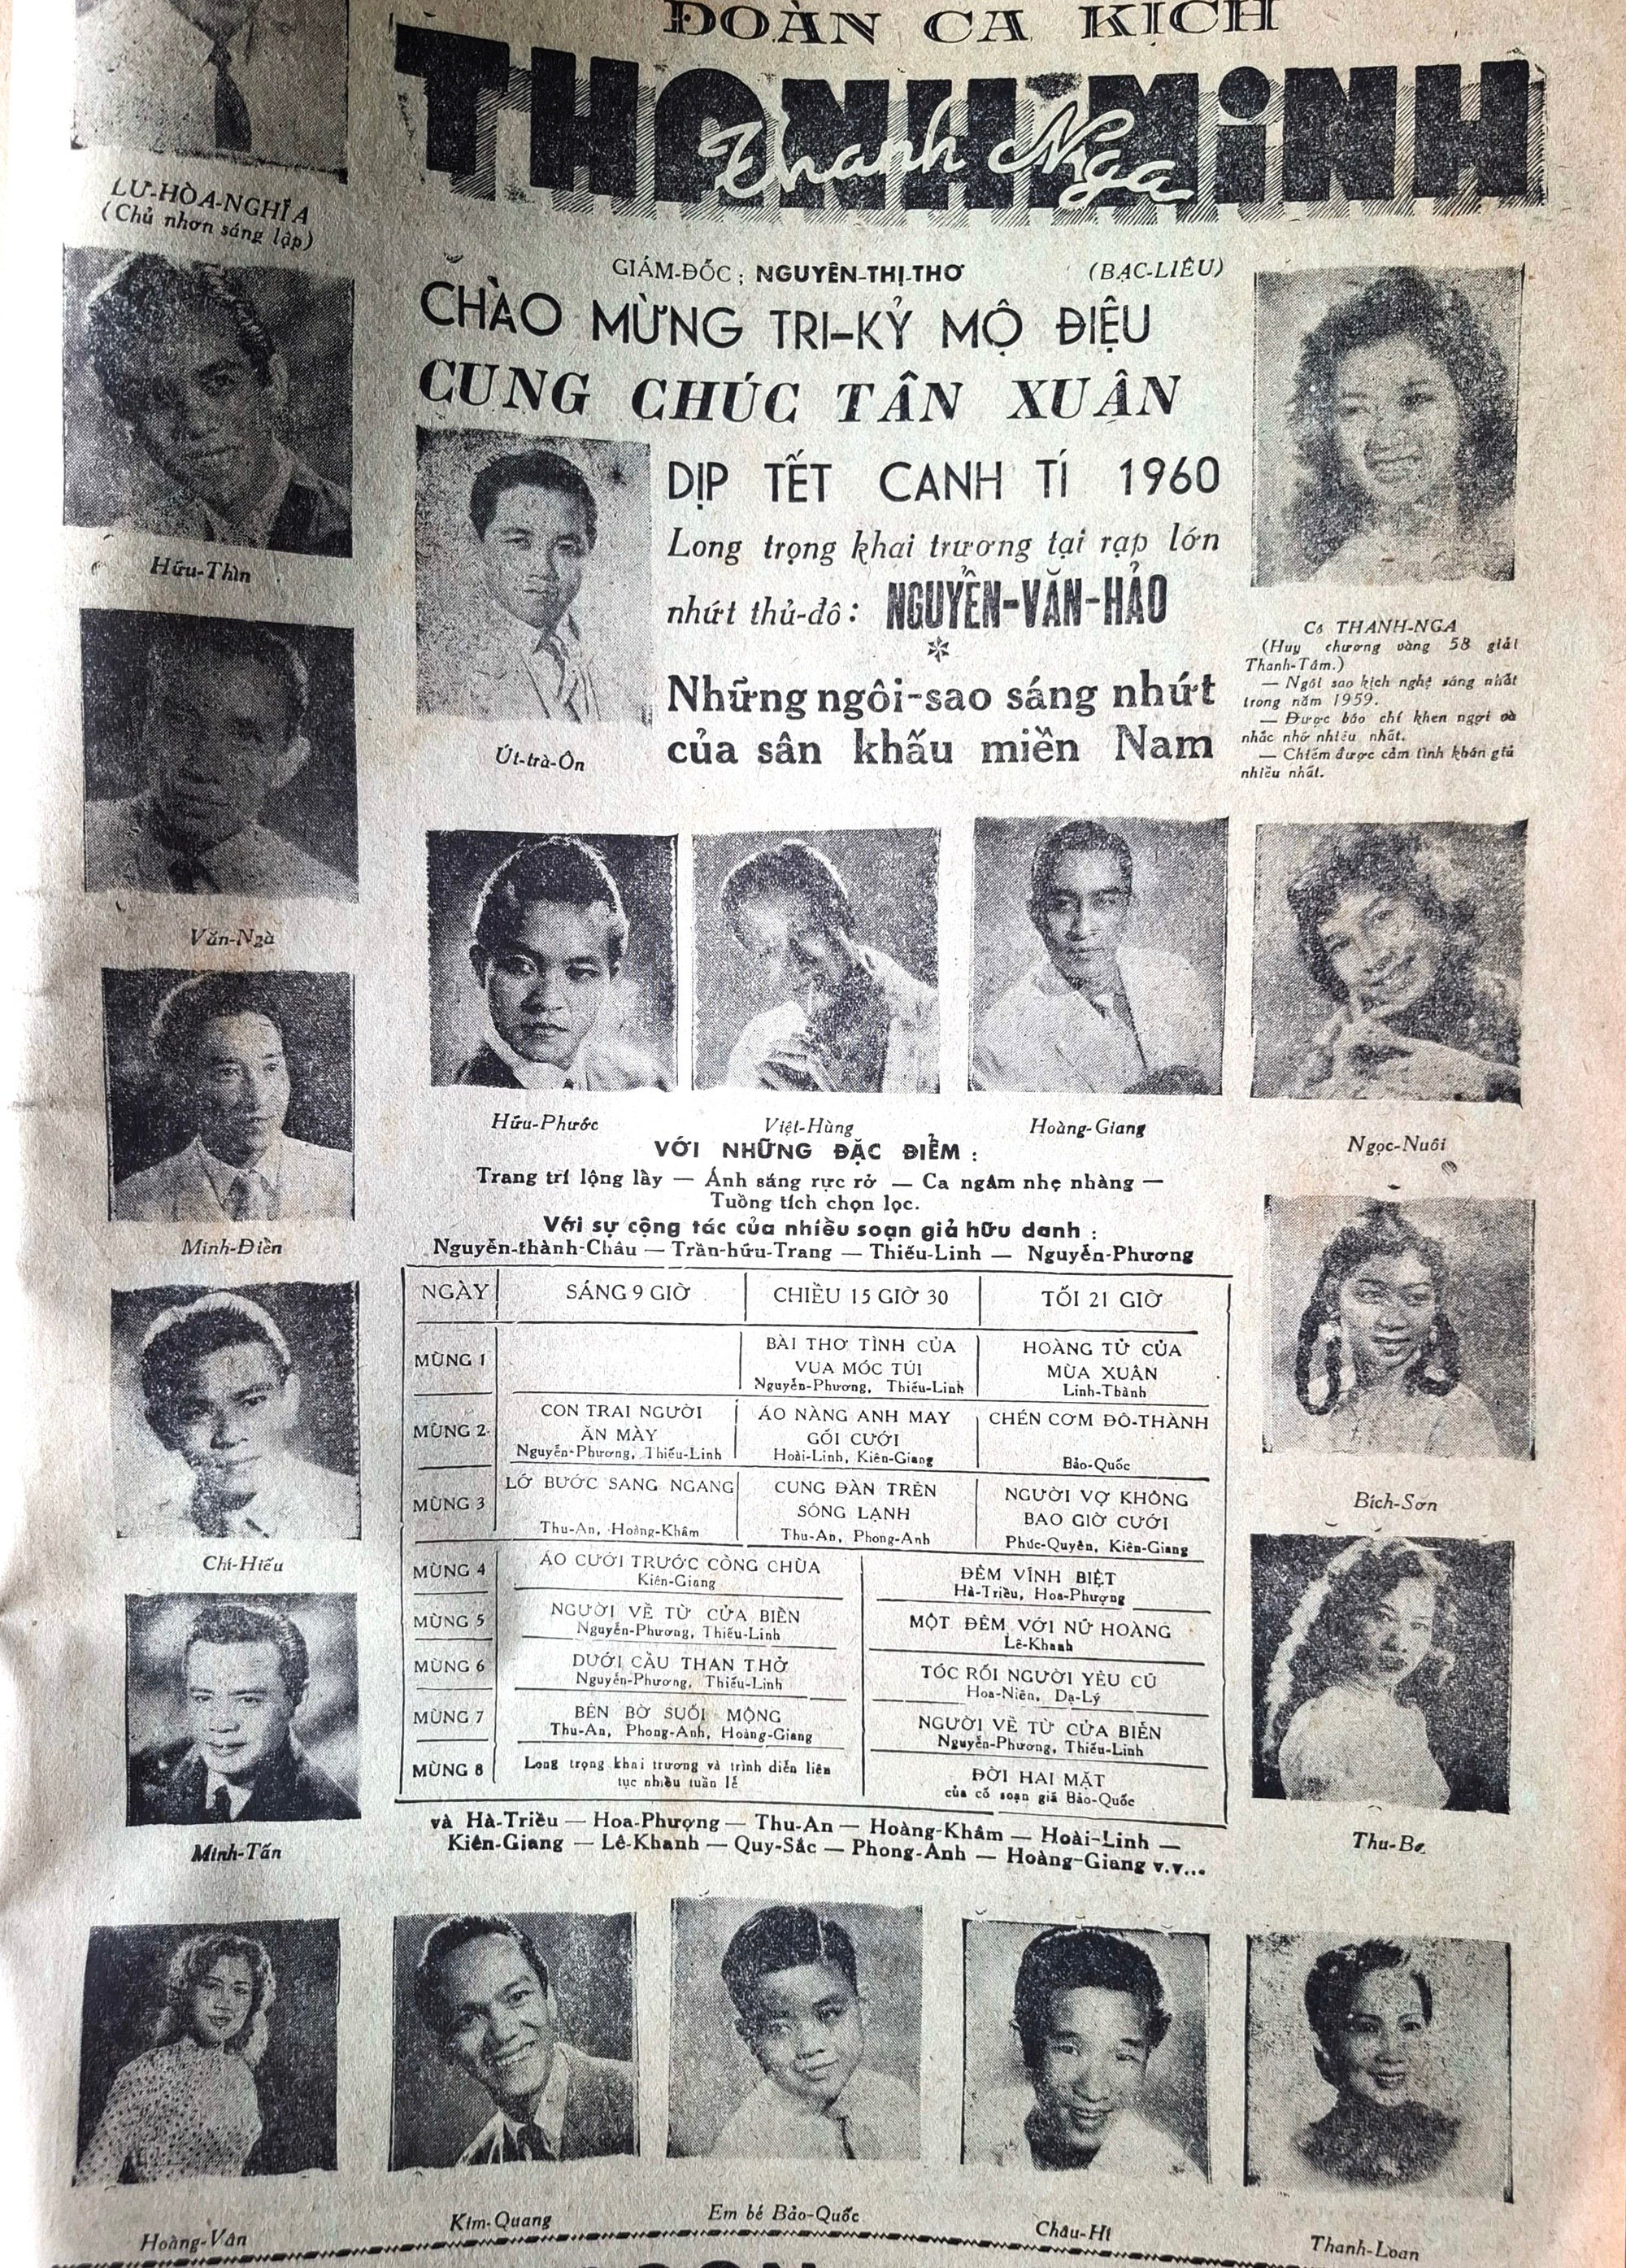 ĐOÀN CA KỊCH
THANH MINH
Thanh Nga
LƯ-HÒA-NGHĨA
(Chủ nhơn sáng lập)
GIÁM-ĐỐC : NGUYỄN-THỊ-THƠ (BẠC-LIÊU)
CHÀO MỪNG TRI-KỶ MỘ ĐIỆU
CUNG CHÚC TÂN XUÂN
DỊP TẾT CANH TÍ 1960
Long trọng khai trương tại rạp lớn
nhứt thủ-đô : NGUYỄN-VĂN-HẢO
Những ngôi-sao sáng nhứt
của sân khấu miền Nam
Hữu-Thìn
Út-trà-Ôn
Cô THANH-NGA
(Huy chương vàng 58 giải
Thanh-Tâm.)
— Ngôi sao kịch nghệ sáng nhất
trong năm 1959.
— Được báo chí khen ngợi và
nhắc nhở nhiều nhất.
— Chiếm được cảm tình khán giả
nhiều nhất.
Văn-Ngà
Minh-Điền
Chí-Hiếu
Minh-Tấn
Hữu-Phước
Việt-Hùng
Hoàng-Giang
Ngọc-Nuôi
Bích-Sơn
Thu-Ba
VỚI NHỮNG ĐẶC ĐIỂM :
Trang trí lộng lẫy — Ánh sáng rực rở — Ca ngâm nhẹ nhàng —
Tuồng tích chọn lọc.
Với sự cộng tác của nhiều soạn giả hữu danh :
Nguyễn-thành-Châu — Trần-hữu-Trang — Thiếu-Linh — Nguyễn-Phương
NGÀY SÁNG 9 GIỜ CHIỀU 15 GIỜ 30 TỐI 21 GIỜ
MÙNG 1
BÀI THƠ TÌNH CỦA
VUA MÓC TÚI
Nguyễn-Phương, Thiếu-Linh
HOÀNG TỬ CỦA
MÙA XUÂN
Linh-Thành
MÙNG 2
CON TRAI NGƯỜI
ĂN MÀY
Nguyễn-Phương, Thiếu-Linh
ÁO NÀNG ANH MAY
GÓI CƯỚI
Hoài-Linh, Kiên-Giang
CHÉN CƠM ĐÔ-THÀNH
Bảo-Quốc
MÙNG 3
LỠ BƯỚC SANG NGANG
Thu-An, Hoàng-Khâm
CUNG ĐÀN TRÊN
SÔNG LẠNH
Thu-An, Phong-Anh
NGƯỜI VỢ KHÔNG
BAO GIỜ CƯỚI
Phúc-Quyên, Kiên-Giang
MÙNG 4
ÁO CƯỚI TRƯỚC CỔNG CHÙA
Kiên-Giang
ĐÊM VĨNH BIỆT
Hà-Triều, Hoa-Phượng
MÙNG 5
NGƯỜI VỀ TỪ CỬA BIỂN
Nguyễn-Phương, Thiếu-Linh
MỘT ĐÊM VỚI NỮ HOÀNG
Lê-Khanh
MÙNG 6
DƯỚI CẦU THAN THỞ
Nguyễn-Phương, Thiếu-Linh
TÓC RỐI NGƯỜI YÊU CŨ
Hoa-Niên, Dạ-Lý
MÙNG 7
BÊN BỜ SUỐI MỘNG
Thu-An, Phong-Anh, Hoàng-Giang
NGƯỜI VỀ TỪ CỬA BIỂN
Nguyễn-Phương, Thiếu-Linh
MÙNG 8
Long trọng khai trương và trình diễn liên
tục nhiều tuần lễ
ĐỜI HAI MẶT
của cố soạn giả Bảo-Quốc
và Hà-Triều — Hoa-Phượng — Thu-An — Hoàng-Khâm — Hoài-Linh —
Kiên-Giang — Lê-Khanh — Quy-Sắc — Phong-Anh — Hoàng-Giang v.v...
Hoàng-Vân
Kim-Quang
Em bé Bảo-Quốc
Châu-Hí
Thanh-Loan